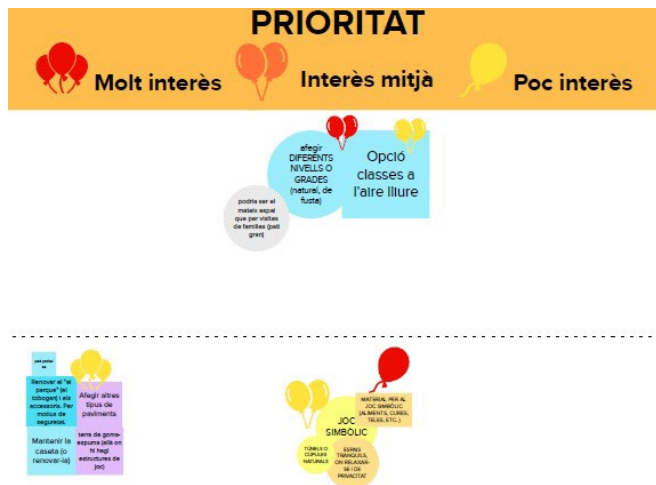 PRIORITAT
Molt interès
Interès mitjà
Poc interès
afegir
DIFERENTS
NIVELLS O
GRADES
(natural, de
fusta)
Opció
classes a
l'aire lliure
podria ser el
mateix espai
que per visites
de famílies (pati
gran)
Renovar el "el
parque" (el
tobogan) i els
accessoris. Per
motius de
seguretat.
Afegir altres
tipus de
paviments
Mantenir la
caseta (o
renovar-la)
terra de goma-
espuma (allà on
hi hagi
estructures de
joc)
MATERIAL PER AL
JOC SIMBÒLIC
(ALIMENTS, CURES,
TELES, ETC. )
JOC
SIMBÒLIC
TÚNELS O
CÚPULES
NATURALS
ESPAIS
TRANQUILS,
ON RELAXAR-
SE I DE
PRIVACITAT